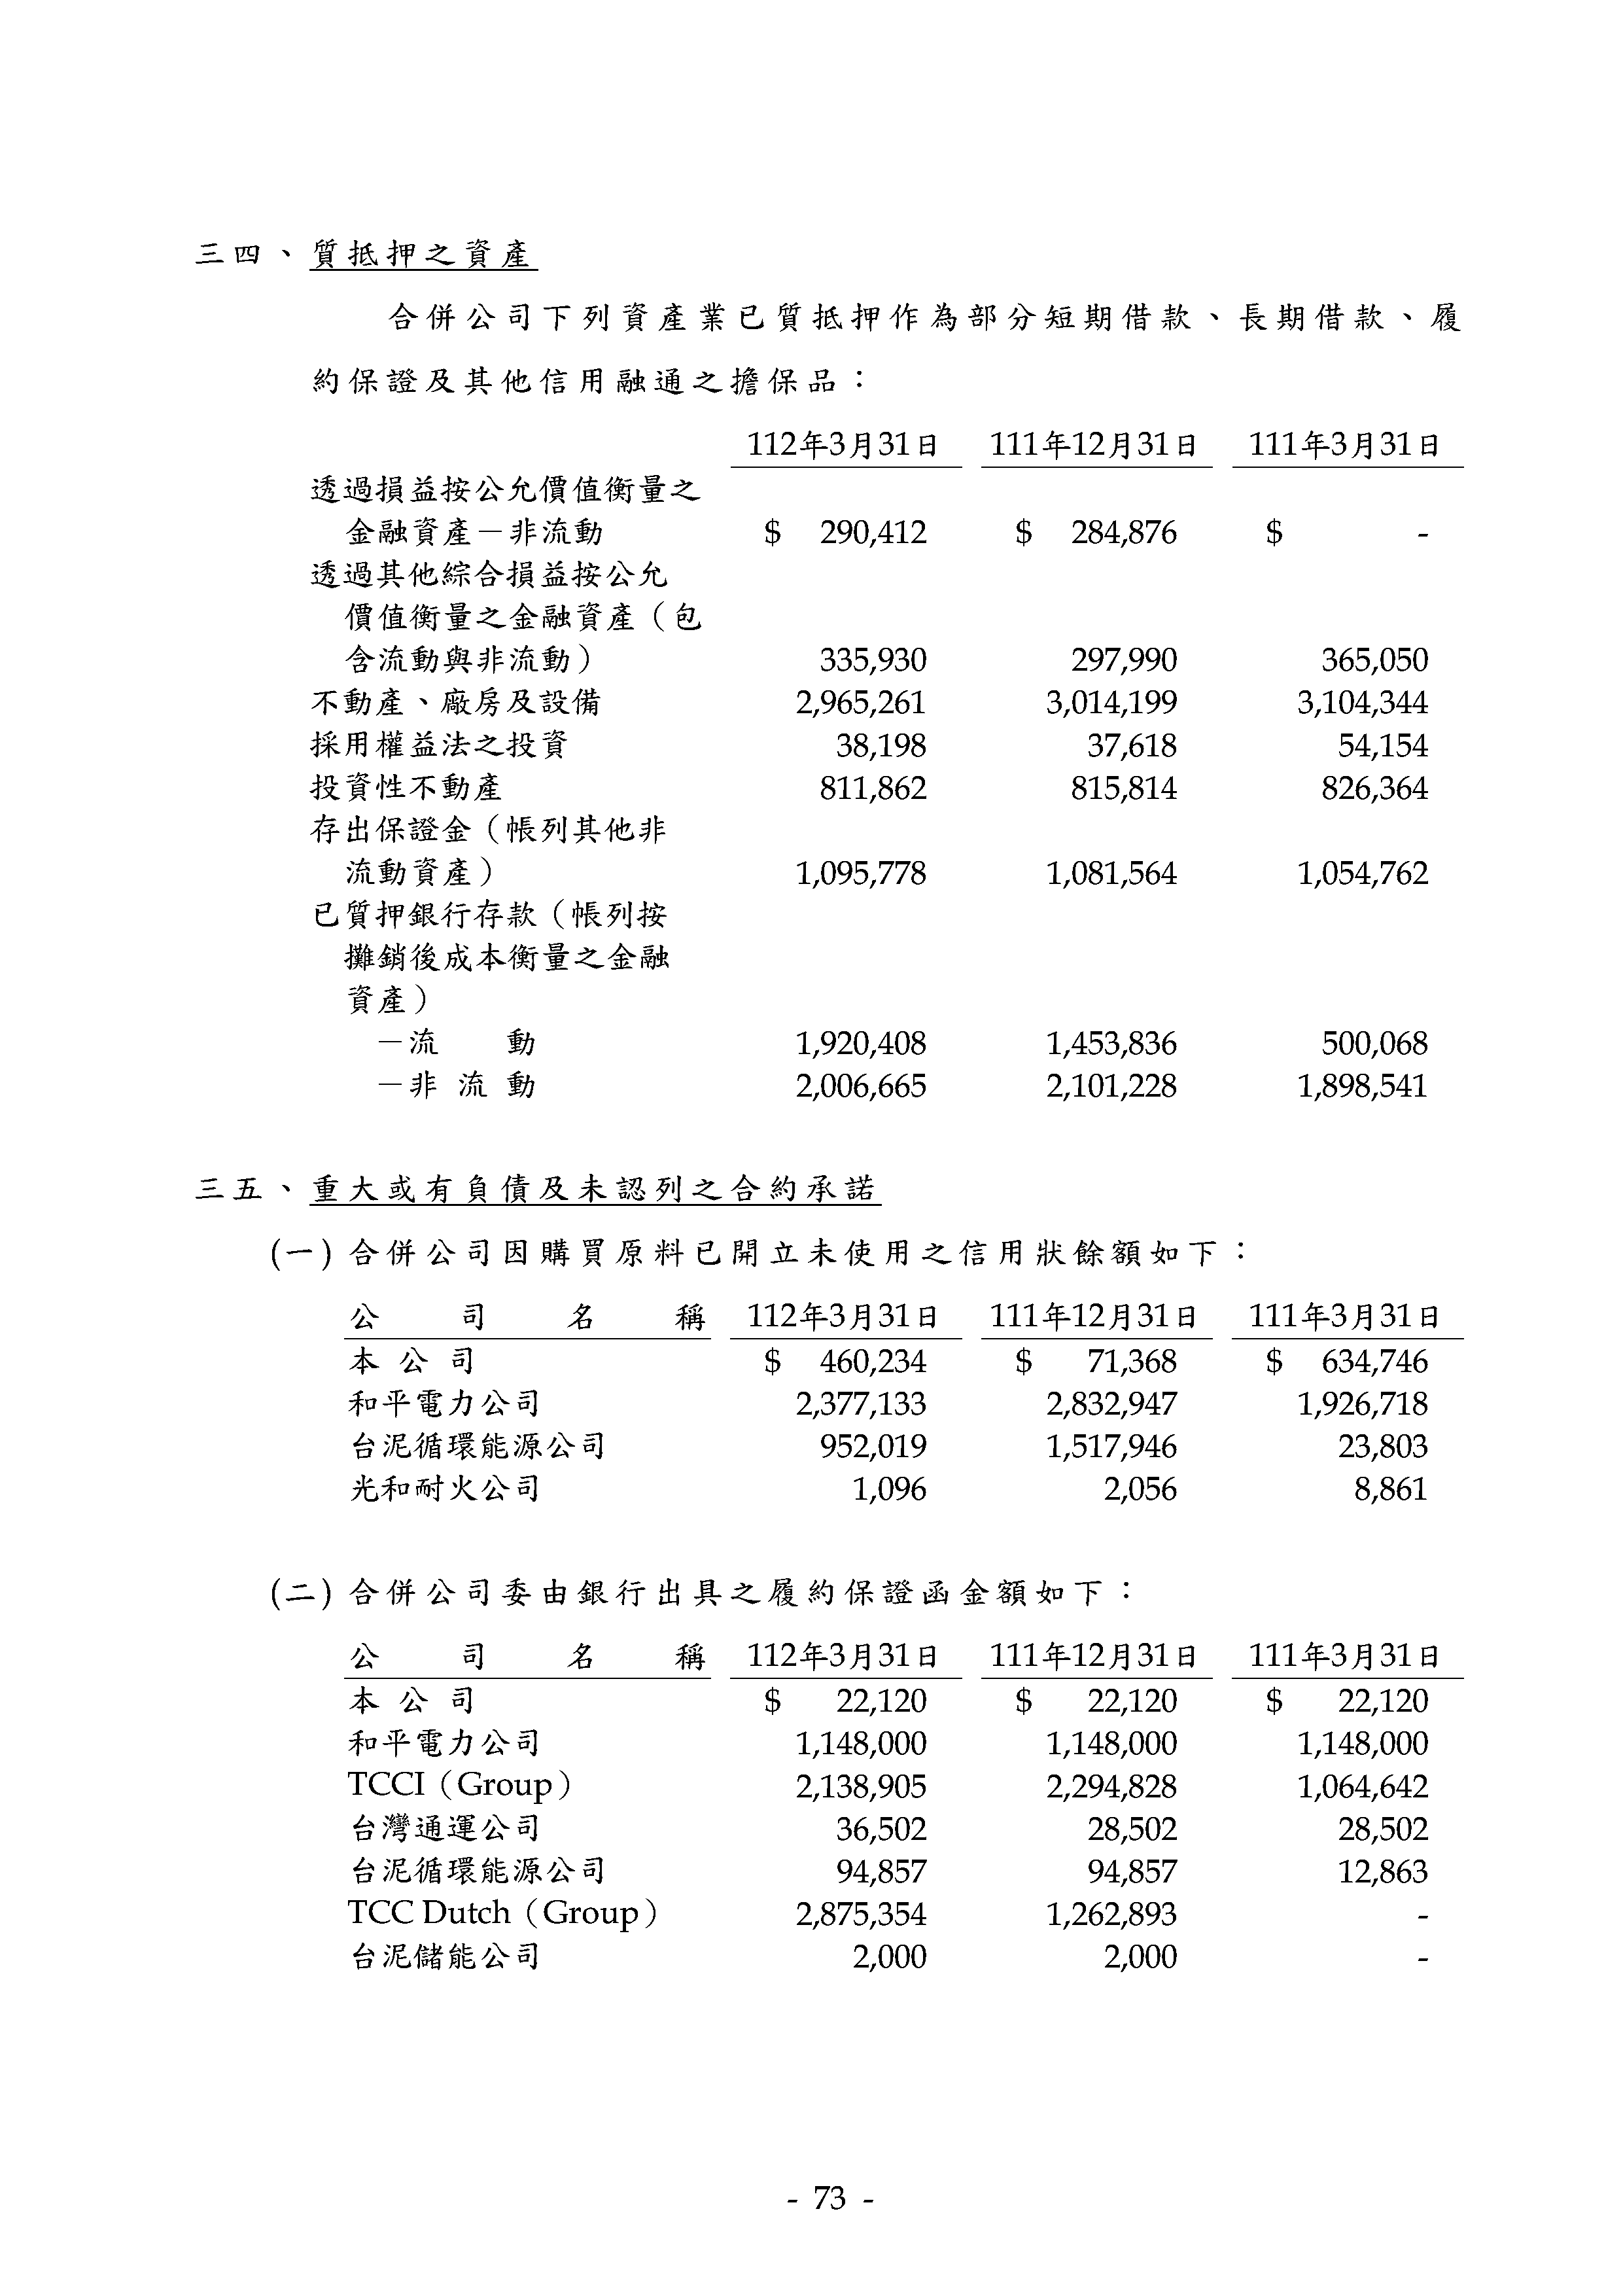 三四、質抵押之資產
合併公司下列資產業已質抵押作為部分短期借款、長期借款、履
約保證及其他信用融通之擔保品：
112年3月31日 111年12月31日 111年3月31日
透過損益按公允價值衡量之
金融資產－非流動 $ 290,412 $ 284,876 $ -
透過其他綜合損益按公允
價值衡量之金融資產（包
含流動與非流動） 335,930 297,990 365,050
不動產、廠房及設備 2,965,261 3,014,199 3,104,344
採用權益法之投資 38,198 37,618 54,154
投資性不動產 811,862 815,814 826,364
存出保證金（帳列其他非
流動資產） 1,095,778 1,081,564 1,054,762
已質押銀行存款（帳列按
攤銷後成本衡量之金融
資產）
－流 動 1,920,408 1,453,836 500,068
－非 流 動 2,006,665 2,101,228 1,898,541
三五、重大或有負債及未認列之合約承諾
(一) 合併公司因購買原料已開立未使用之信用狀餘額如下：
公 司 名 稱 112年3月31日 111年12月31日 111年3月31日
本 公 司 $ 460,234 $ 71,368 $ 634,746
和平電力公司 2,377,133 2,832,947 1,926,718
台泥循環能源公司 952,019 1,517,946 23,803
光和耐火公司 1,096 2,056 8,861
(二) 合併公司委由銀行出具之履約保證函金額如下：
公 司 名 稱 112年3月31日 111年12月31日 111年3月31日
本 公 司 $ 22,120 $ 22,120 $ 22,120
和平電力公司 1,148,000 1,148,000 1,148,000
TCCI（Group） 2,138,905 2,294,828 1,064,642
台灣通運公司 36,502 28,502 28,502
台泥循環能源公司 94,857 94,857 12,863
TCC Dutch（Group） 2,875,354 1,262,893 -
台泥儲能公司 2,000 2,000 -
- 73 -